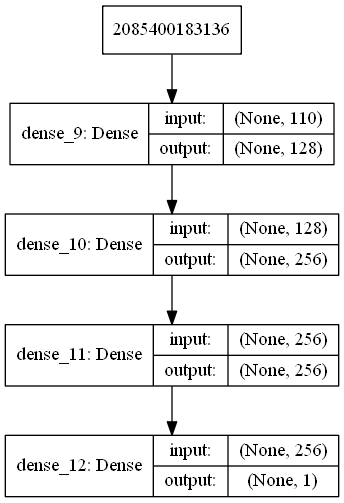 2085400183136
dense_9: Dense
input:
(None, 110)
output:
(None, 128)
dense_10: Dense
input:
(None, 128)
output:
(None, 256)
dense_11: Dense
input:
(None, 256)
output:
(None, 256)
dense_12: Dense
input:
(None, 256)
output:
(None, 1)